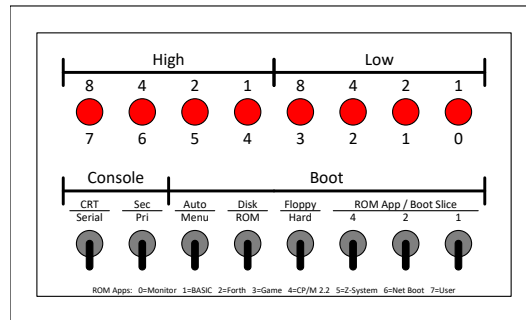 High Low
8 4 2 1 8 4 2 1
7 6 5 4 3 2 1 0
Console Boot
CRT Sec Auto Disk Floppy ROM App / Boot Slice
Serial Pri Menu ROM Hard 4 2 1
ROM Apps: 0=Monitor 1=BASIC 2=Forth 3=Game 4=CP/M 2.2 5=Z-System 6=Net Boot 7=User